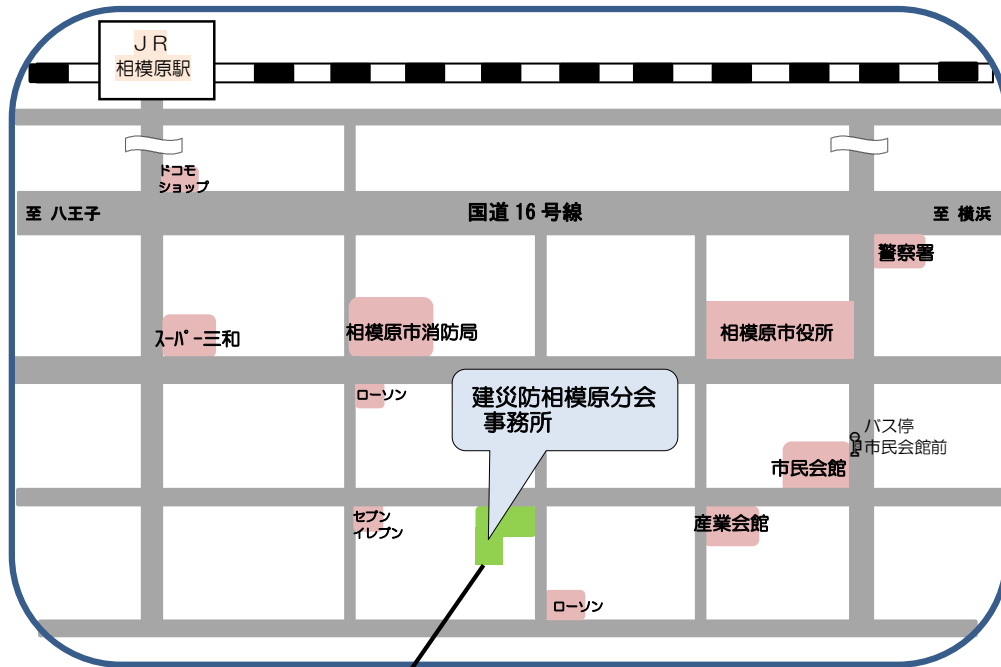 JR
相模原駅
ドコモ
ショップ
至 八王子
国道16号線
至 横浜
警察署
スーパー三和
相模原市消防局
相模原市役所
ローソン
建災防相模原分会
事務所
バス停
市民会館前
市民会館
セブン
イレブン
産業会館
ローソン